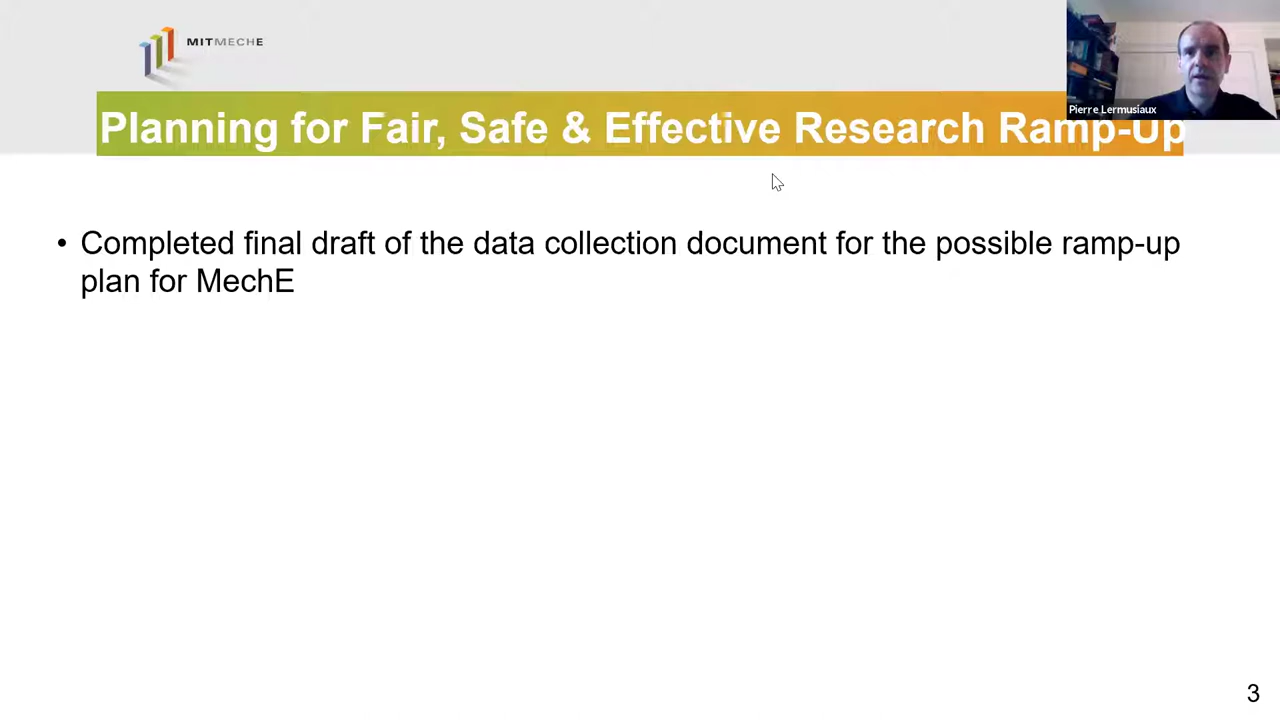 MITMECHE
Pierre Lermusiaux
Planning for Fair, Safe & Effective Research Ramp-Up
• Completed final draft of the data collection document for the possible ramp-up
plan for MechE
3